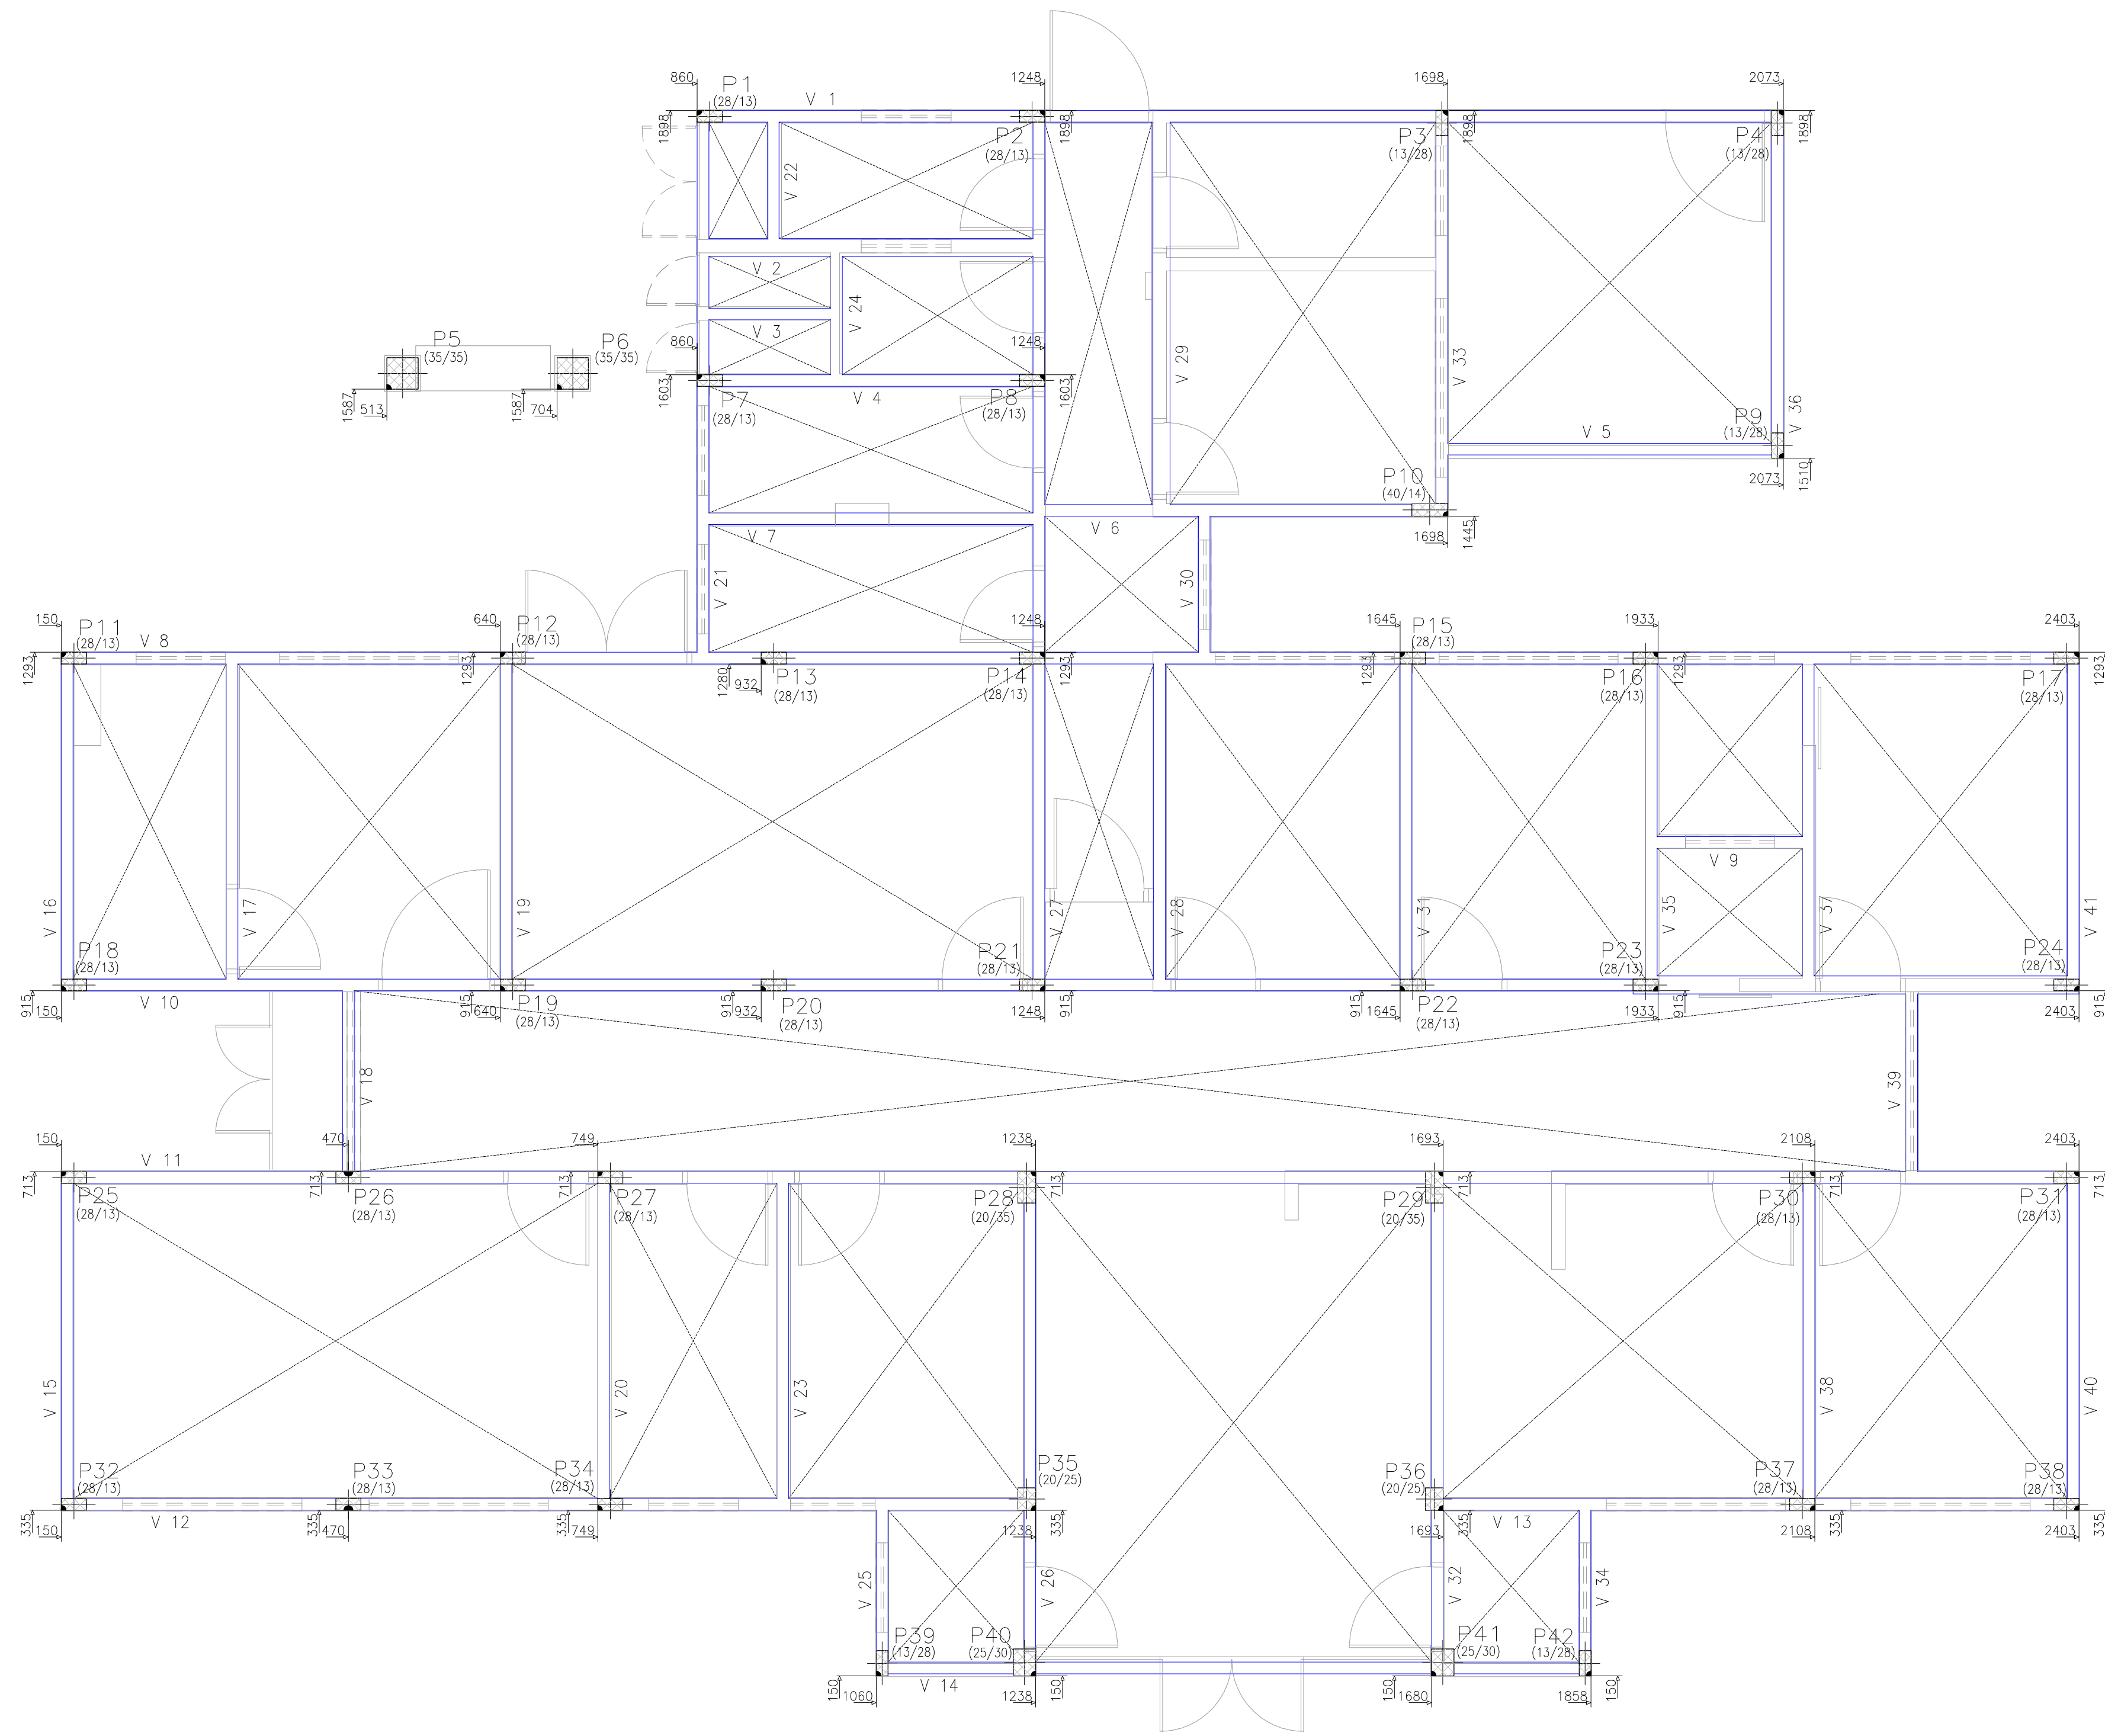 860
P1
(28/13)
V 1
1248
1698
2073
1898
1898
1898
1898
P2
(28/13)
P3
(13/28)
P4
(13/28)
V 22
V 2
V 24
V 3
860
1248
P5
(35/35)
P6
(35/35)
1587
513
1587
704
1603
1603
P7
(28/13)
V 4
P8
(28/13)
V 29
V 33
P9
(13/28)
V 36
V 5
2073
1510
P10
(40/14)
1698
1445
V 7
V 6
V 21
V 30
150
P11
(28/13)
V 8
640
P12
(28/13)
1248
1645
P15
(28/13)
1933
2403
1293
1293
1280
932
P13
(28/13)
P14
(28/13)
1293
1293
P16
(28/13)
1293
P17
(28/13)
1293
V 9
V 16
V 17
V 19
V 27
V 28
V 31
V 35
V 37
V 41
P18
(28/13)
P21
(28/13)
P23
(28/13)
P24
(28/13)
915
150
V 10
915
640
P19
(28/13)
915
932
P20
(28/13)
1248
915
915
1645
P22
(28/13)
1933
915
2403
915
V 18
V 39
150
V 11
470
749
1238
1693
2108
2403
713
P25
(28/13)
713
P26
(28/13)
713
P27
(28/13)
P28
(20/35)
713
P29
(20/35)
713
P30
(28/13)
713
P31
(28/13)
713
V 15
V 20
V 23
V 38
V 40
P32
(28/13)
P33
(28/13)
P34
(28/13)
P35
(20/25)
P36
(20/25)
P37
(28/13)
P38
(28/13)
335
150
V 12
335
470
335
749
1238
335
1693
335
V 13
2108
335
2403
335
V 25
V 26
V 32
V 34
P39
(13/28)
P40
(25/30)
P41
(25/30)
P42
(13/28)
150
1060
V 14
1238
150
150
1680
1858
150